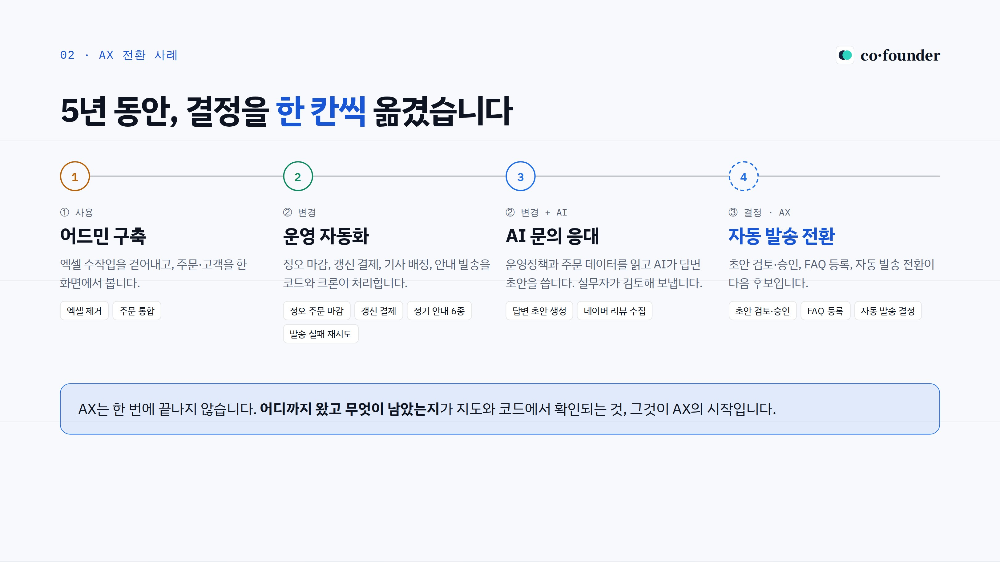 02 · AX 전환 사례
co·founder
5년 동안, 결정을 한 칸씩 옮겼습니다
1
2
3
4
① 사용
어드민 구축
엑셀 수작업을 걷어내고, 주문·고객을 한
화면에서 봅니다.
엑셀 제거
주문 통합
② 변경
운영 자동화
정오 마감, 갱신 결제, 기사 배정, 안내 발송을
코드와 크론이 처리합니다.
정오 주문 마감
갱신 결제
정기 안내 6종
발송 실패 재시도
② 변경 + AI
AI 문의 응대
운영정책과 주문 데이터를 읽고 AI가 답변
초안을 씁니다. 실무자가 검토해 보냅니다.
답변 초안 생성
네이버 리뷰 수집
③ 결정 · AX
자동 발송 전환
초안 검토·승인, FAQ 등록, 자동 발송 전환이
다음 후보입니다.
초안 검토·승인
FAQ 등록
자동 발송 결정
AX는 한 번에 끝나지 않습니다. 어디까지 왔고 무엇이 남았는지가 지도와 코드에서 확인되는 것, 그것이 AX의 시작입니다.